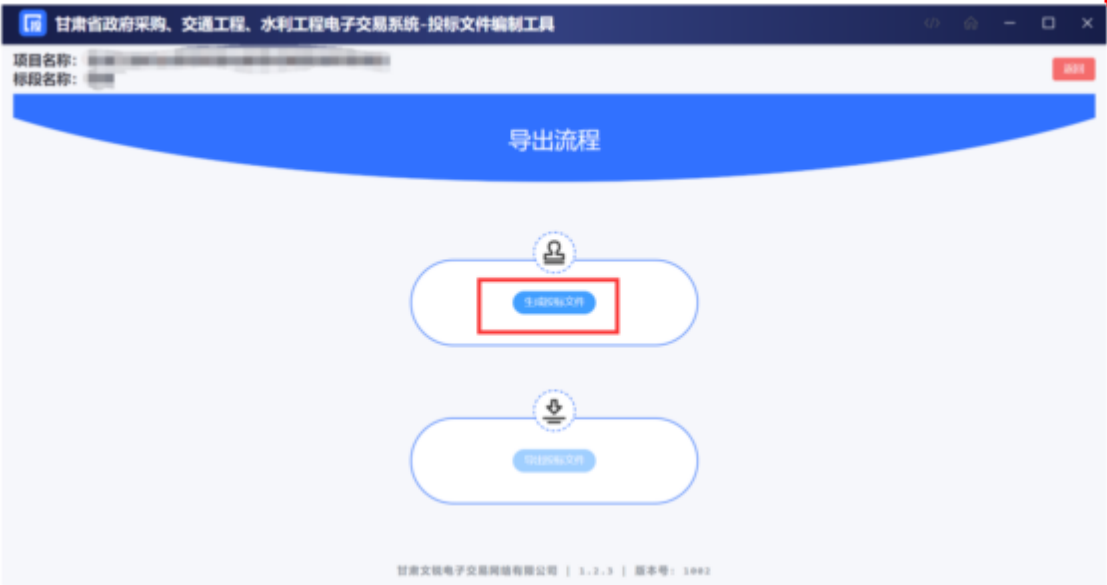 投 甘肃省政府采购、交通工程、水利工程电子交易系统-投标文件编制工具
项目名称：
标段名称：
返回
导出流程
生成投标文件
导出投标文件
甘肃文锐电子交易网络有限公司 | 1.2.3 | 版本号: 1002